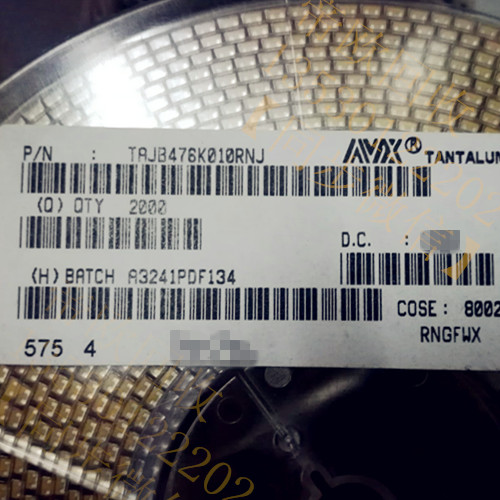 P/N : TAJB476K010RNJ AVX® TANTALUM
(Q) QTY 2000
D.C. :
(H) BATCH A3241PDF134
COSE: 8002
RNGFWX
575 4